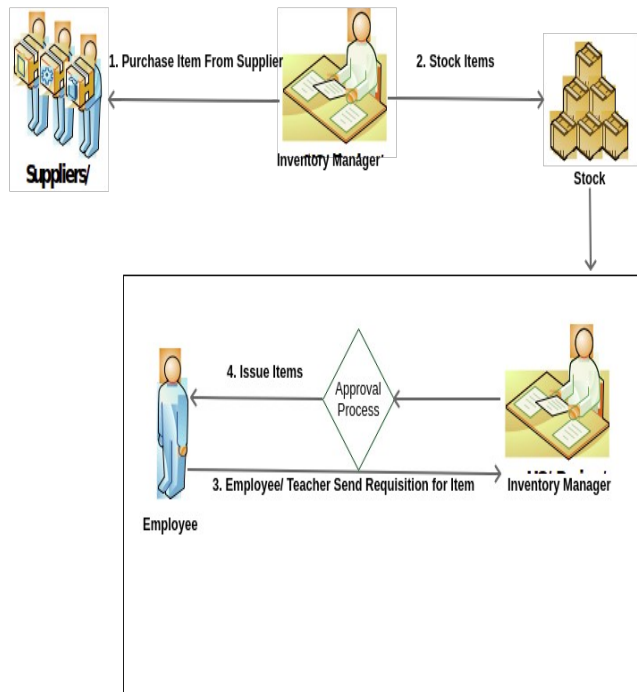 1. Purchase Item From Supplier
2. Stock Items
Suppliers/
Inventory Manager
Stock
4. Issue Items
Approval
Process
3. Employee/ Teacher Send Requisition for Item
Inventory Manager
Employee